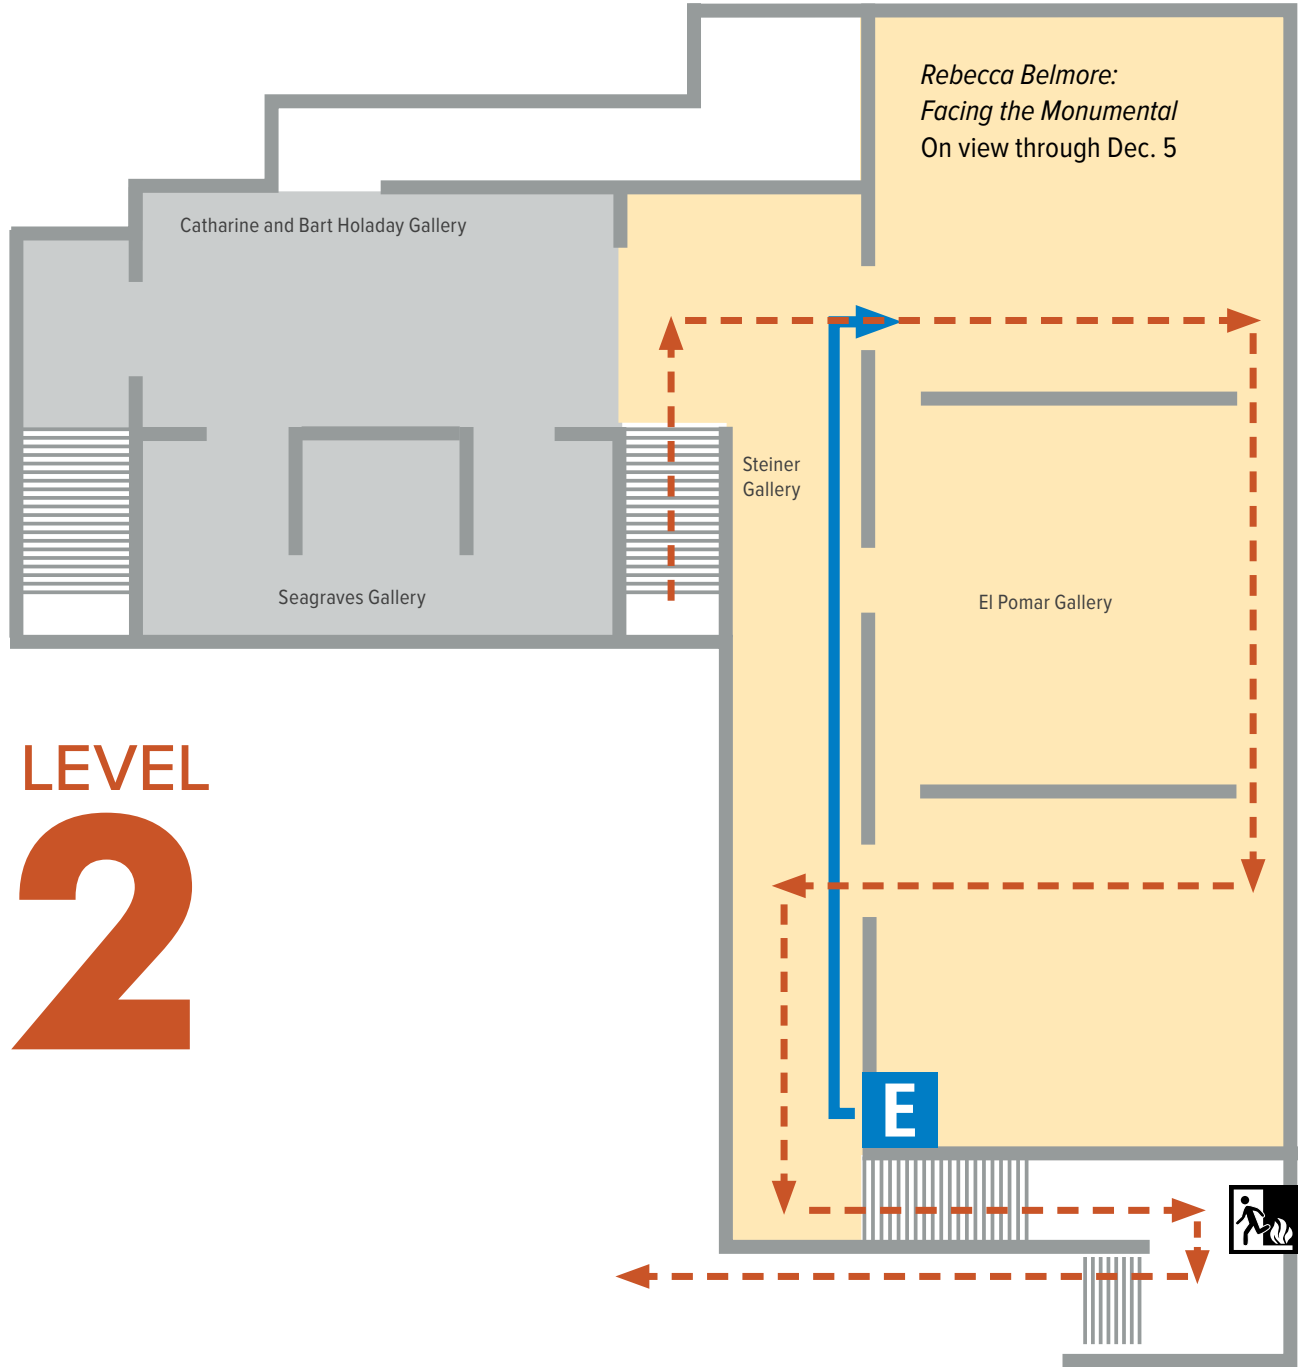 Rebecca Belmore:
Facing the Monumental
On view through Dec. 5
Catharine and Bart Holaday Gallery
Steiner
Gallery
Seagraves Gallery
El Pomar Gallery
LEVEL
2
E